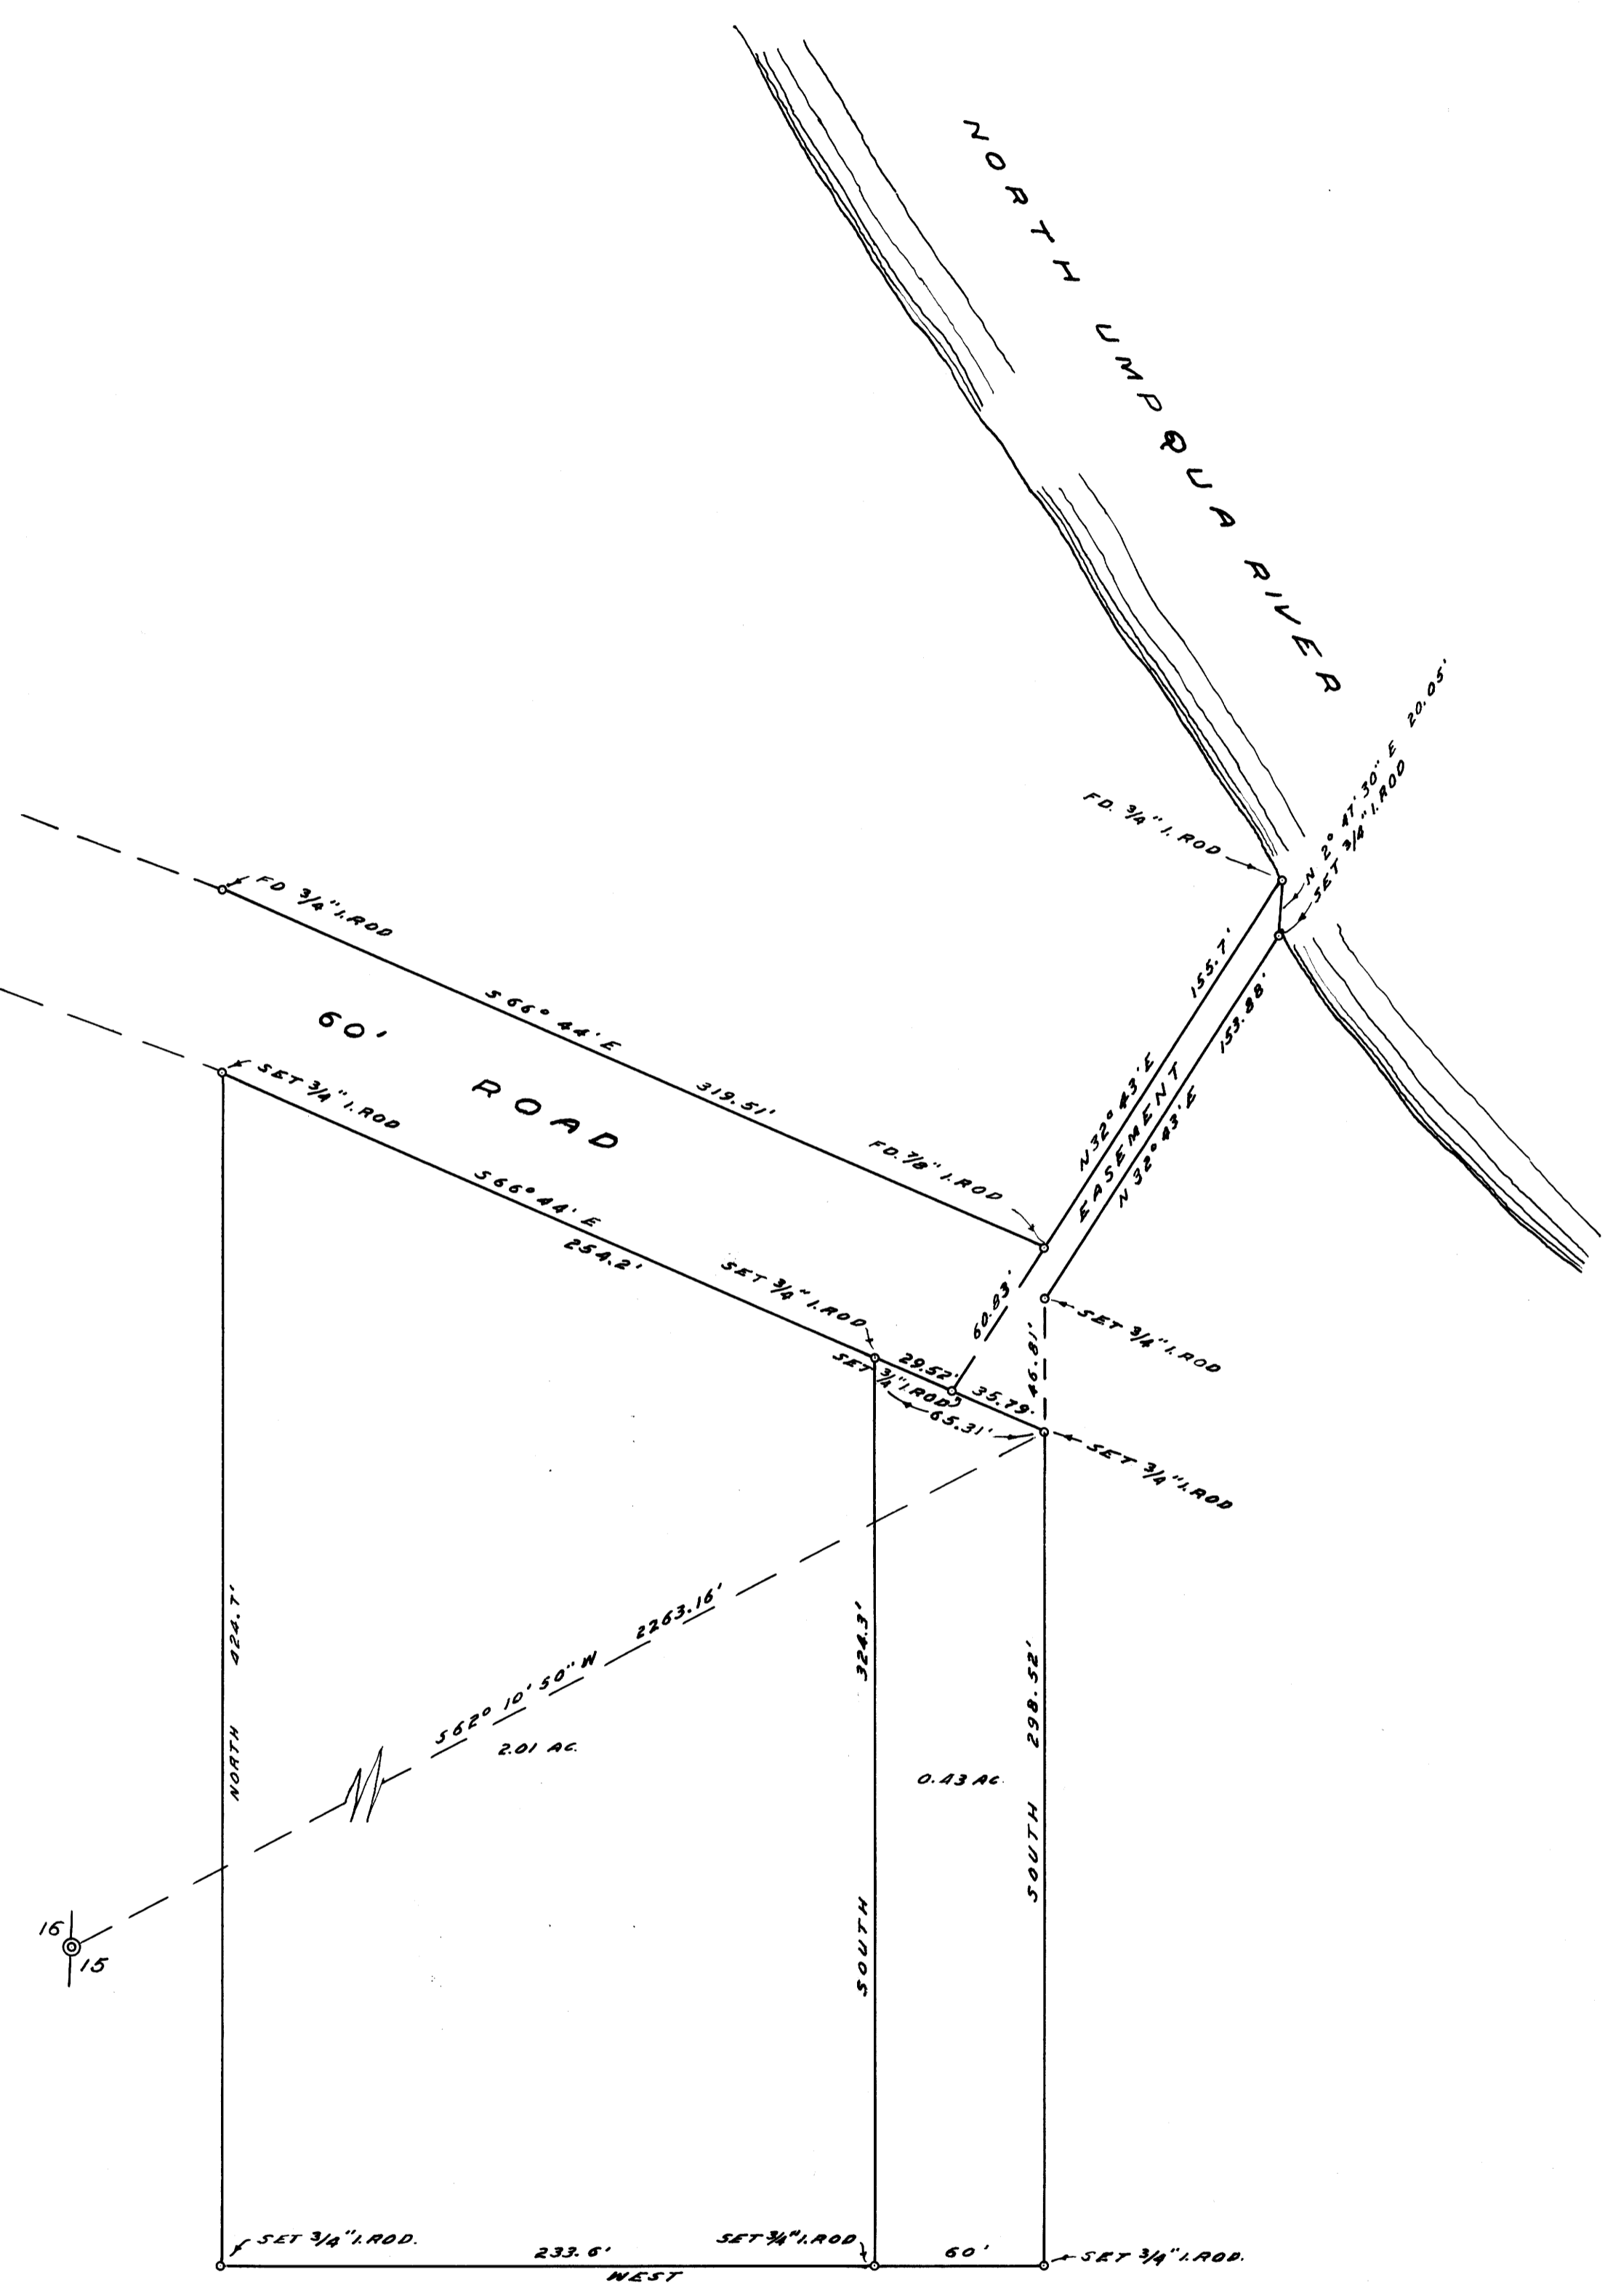 NORTH UMPQUA RIVER
N 2° 47' 30" E 20.05'
SET 3/4" I.ROD
FD. 3/4" I. ROD
FD 3/4" I.ROD
S 66° 44' E
319.51'
60'
ROAD
SET 3/4" I.ROD
S66°44' E
254.2'
FD. 7/8" I.ROD
155.7'
N32°43'E
EASEMENT
153.88'
N 32°43'E
SET 3/4" I.ROD
60.83'
46.81'
SET 3/4" I.ROD
29.52'
SET 3/4" I.ROD
35.79'
65.31'
SET 3/4" I.ROD
NORTH 424.7'
S62° 10' 50" W 2263.16'
2.01 AC.
SOUTH 324.3'
0.43 AC.
SOUTH 298.52'
16
15
SET 3/4" I.ROD.
SET 3/4" I.ROD
233.6'
60'
SET 3/4" I.ROD.
WEST